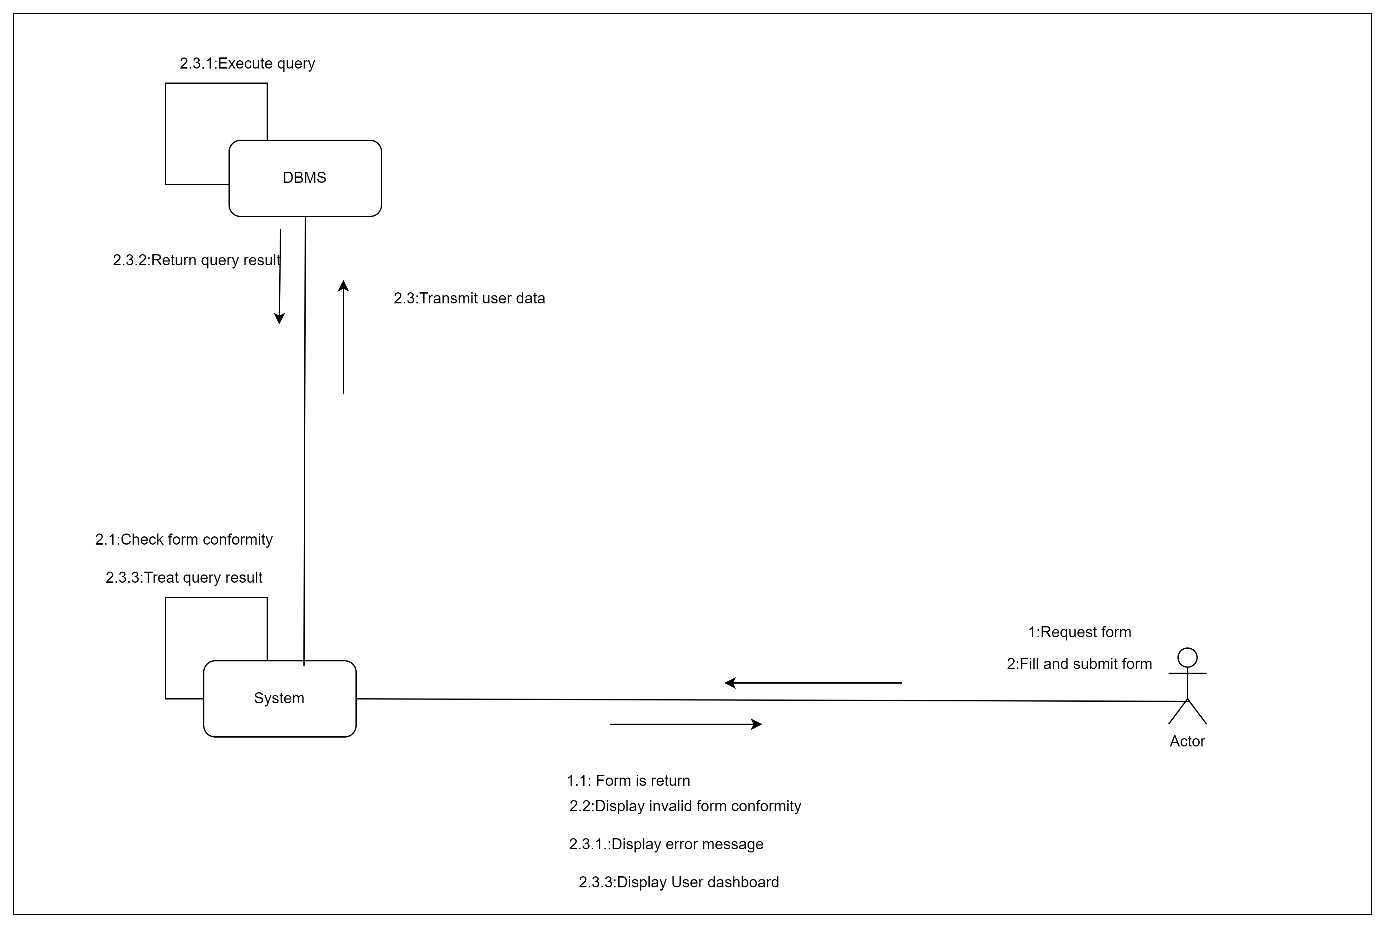 2.3.1:Execute query
DBMS
2.3.2:Return query result
2.3:Transmit user data
2.1:Check form conformity
2.3.3:Treat query result
System
1:Request form
2:Fill and submit form
Actor
1.1: Form is return
2.2:Display invalid form conformity
2.3.1.:Display error message
2.3.3:Display User dashboard